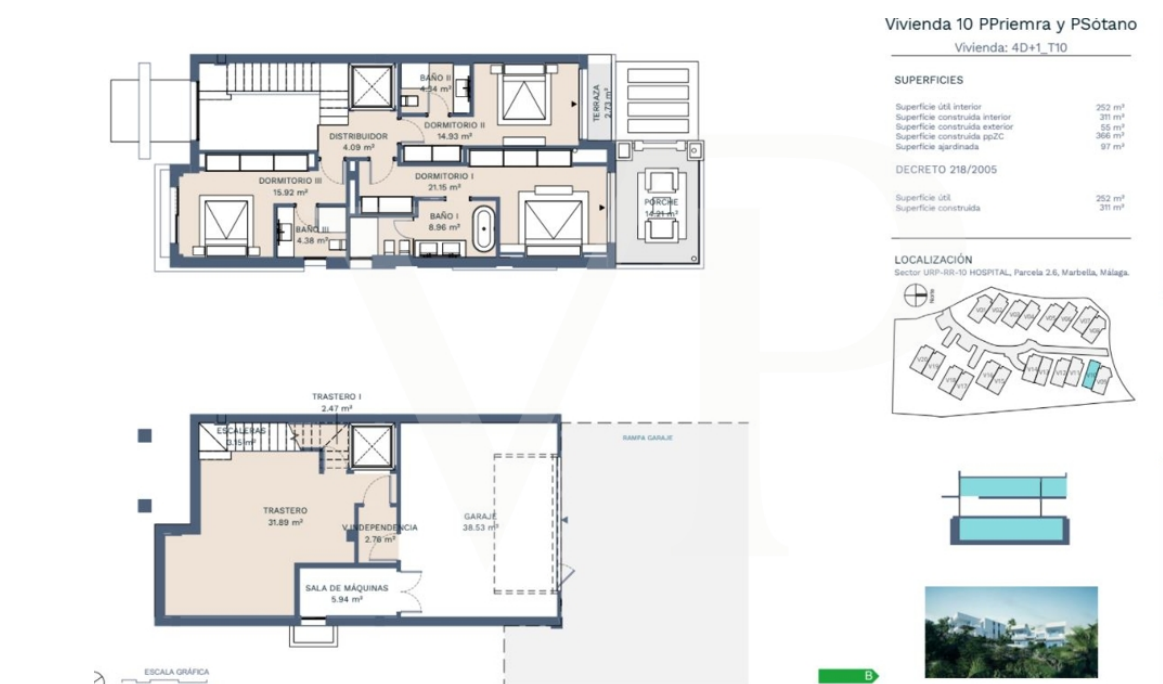 Vivienda 10 PPriemra y PSótano
Vivienda: 4D+1_T10
SUPERFICIES
Superficie útil interior 252 m²
Superficie construida interior 311 m²
Superficie construida exterior 55 m²
Superficie construida ppZC 366 m²
Superficie ajardinada 97 m²
DECRETO 218/2005
Superficie útil 252 m²
Superficie construida 311 m²
LOCALIZACIÓN
Sector URP-RR-10 HOSPITAL, Parcela 2.6, Marbella, Málaga.
Norte
BAÑO II
4.34 m²
DORMITORIO II
14.93 m²
TERRAZA
2.73 m²
DISTRIBUIDOR
4.09 m²
DORMITORIO III
15.92 m²
DORMITORIO I
21.15 m²
BAÑO III
4.38 m²
BAÑO I
8.96 m²
PORCHE
TRASTERO I
2.47 m²
ESCALERAS
3.15 m²
RAMPA GARAJE
TRASTERO
31.89 m²
V.INDEPENDENCIA
2.78 m²
GARAJE
38.53 m²
SALA DE MÁQUINAS
5.94 m²
ESCALA GRÁFICA
B
VP